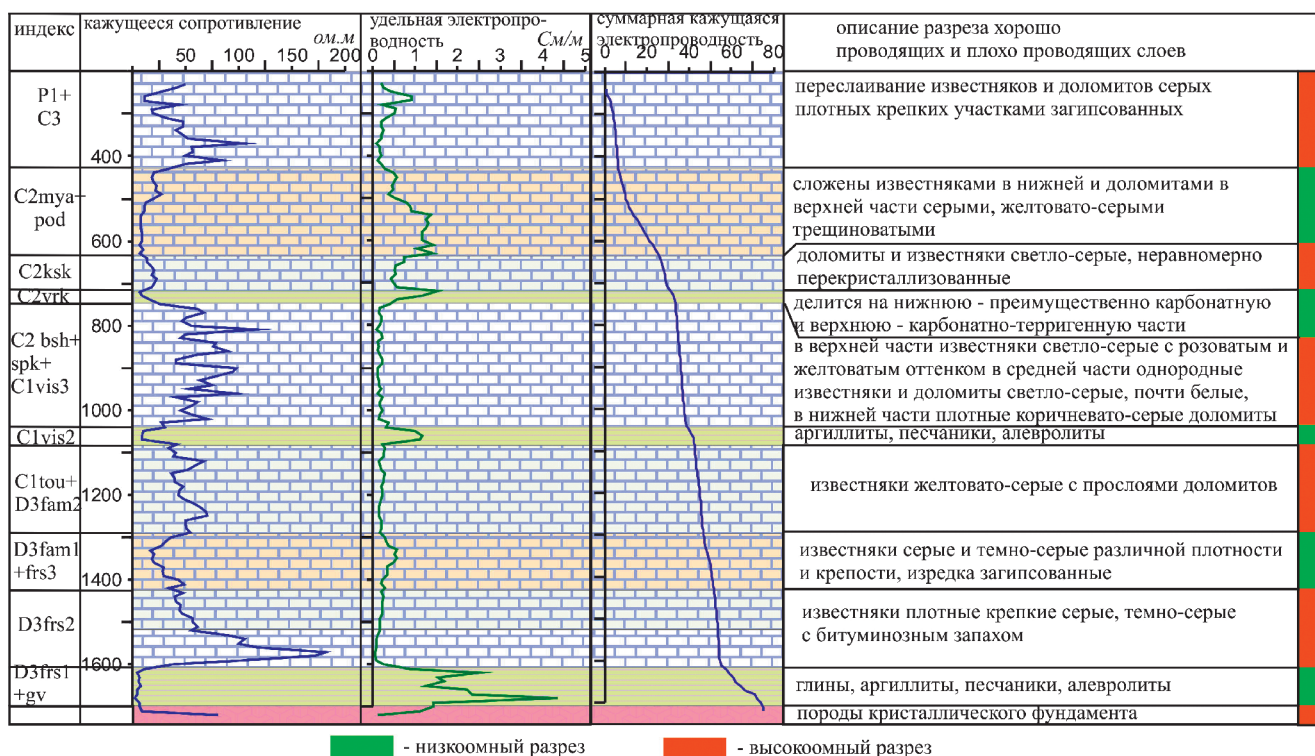 индекс
кажущееся сопротивление
50 100 150 200
ом.м
удельная электропро-
водность
См/м
0 1 2 3 4 5
суммарная кажущаяся
электропроводность
0 20 40 60 80
описание разреза хорошо
проводящих и плохо проводящих слоев
P1+
C3
400
переслаивание известняков и доломитов серых
плотных крепких участками загипсованных
C2mya+
pod
600
сложены известняками в нижней и доломитами в
верхней части серыми, желтовато-серыми
трещиноватыми
C2ksk
доломиты и известняки светло-серые, неравномерно
перекристаллизованные
C2vrk
делится на нижнюю - преимущественно карбонатную
и верхнюю - карбонатно-терригенную части
800
C2 bsh+
spk+
C1vis3
1000
в верхней части известняки светло-серые с розоватым и
желтоватым оттенком в средней части однородные
известняки и доломиты светло-серые, почти белые,
в нижней части плотные коричневато-серые доломиты
C1vis2
аргиллиты, песчаники, алевролиты
C1tou+
D3fam2
1200
известняки желтовато-серые с прослоями доломитов
D3fam1
+frs3
1400
известняки серые и темно-серые различной плотности
и крепости, изредка загипсованные
D3frs2
известняки плотные крепкие серые, темно-серые
с битуминозным запахом
1600
D3frs1
+gv
глины, аргиллиты, песчаники, алевролиты
породы кристаллического фундамента
- низкоомный разрез
- высокоомный разрез